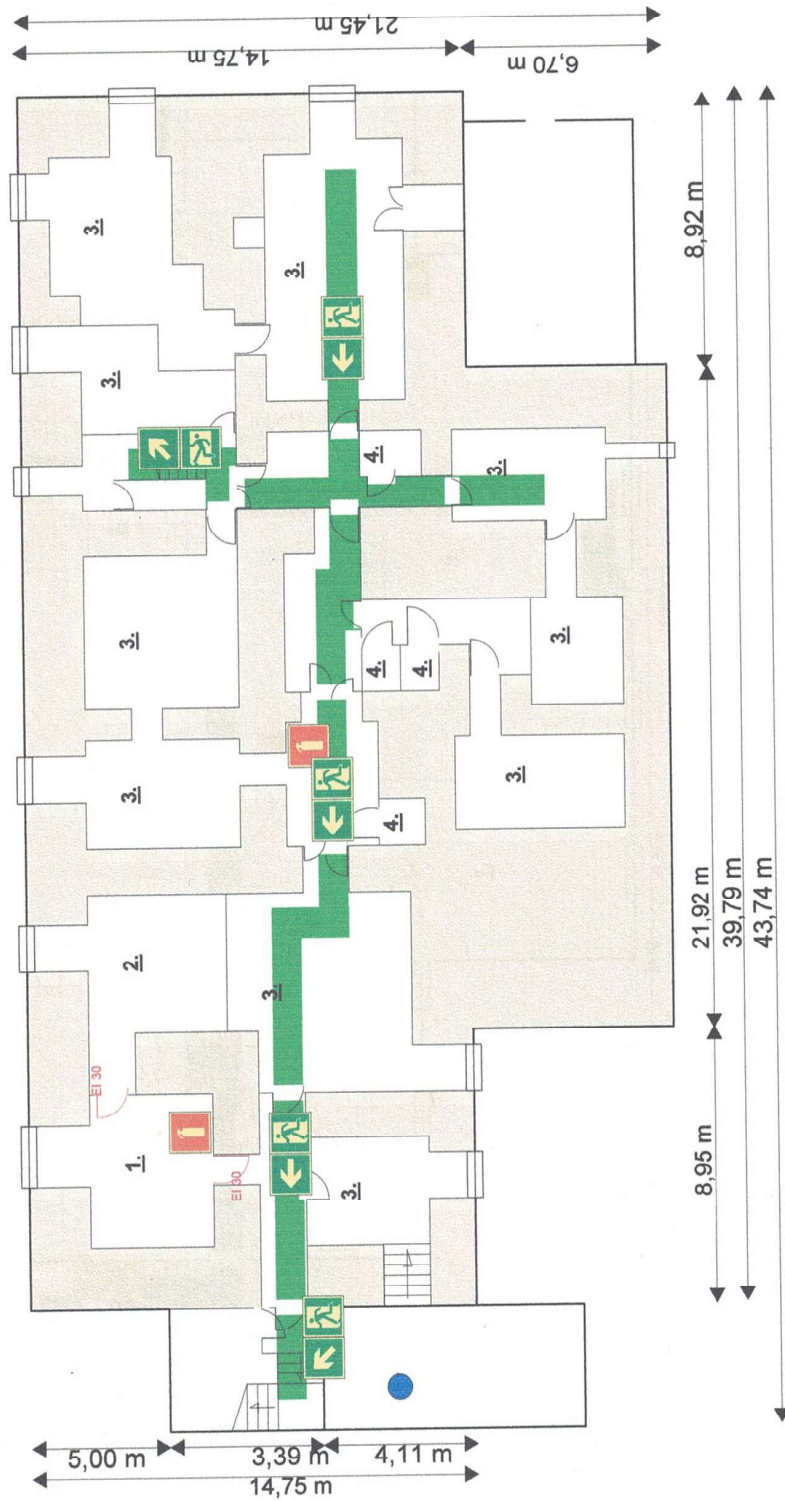 21,45 m
14,75 m
6,70 m
3.
3.
3.
3.
4.
3.
3.
3.
4.
4.
3.
3.
4.
2.
3.
EI 30
1.
EI 30
3.
8,92 m
21,92 m
39,79 m
43,74 m
8,95 m
5,00 m
3,39 m
4,11 m
14,75 m